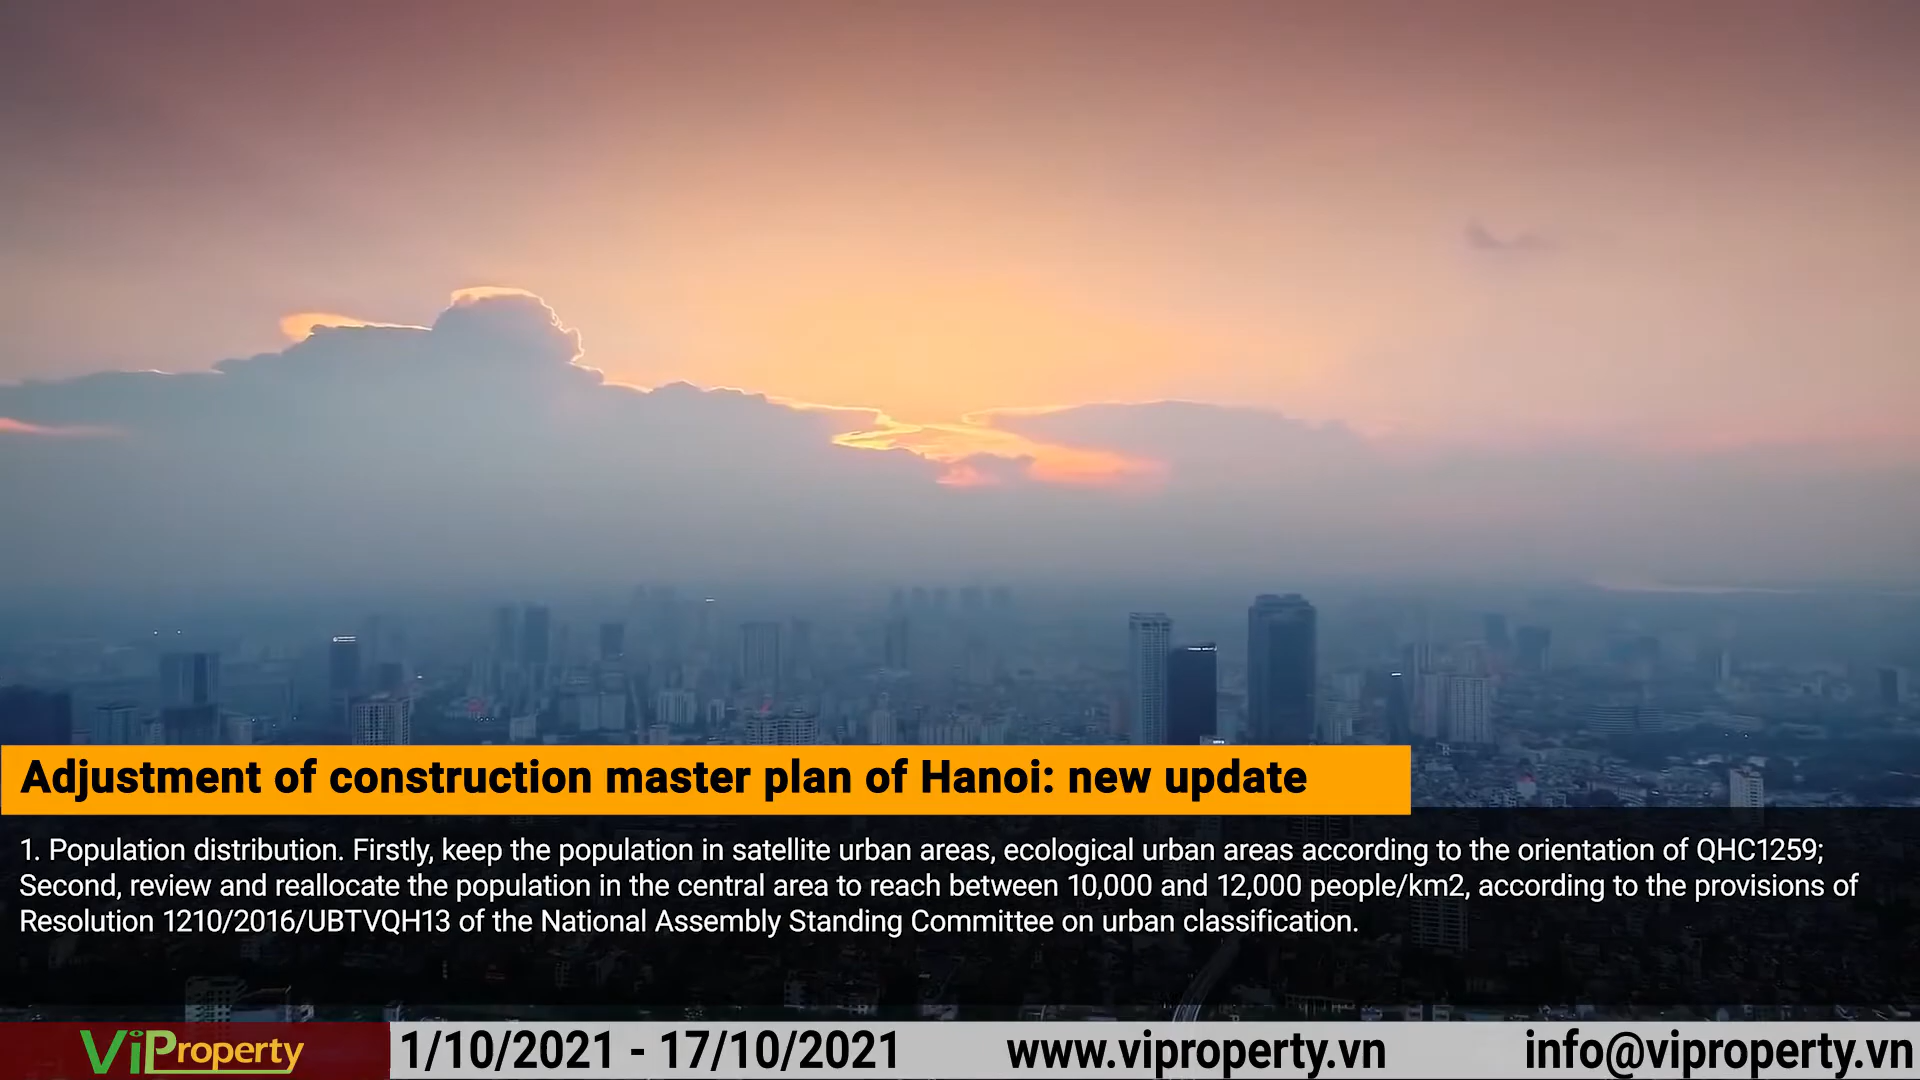 Adjustment of construction master plan of Hanoi: new update
1. Population distribution. Firstly, keep the population in satellite urban areas, ecological urban areas according to the orientation of QHC1259;
Second, review and reallocate the population in the central area to reach between 10,000 and 12,000 people/km2, according to the provisions of
Resolution 1210/2016/UBTVQH13 of the National Assembly Standing Committee on urban classification.
ViProperty 1/10/2021 - 17/10/2021 www.viproperty.vn info@viproperty.vn